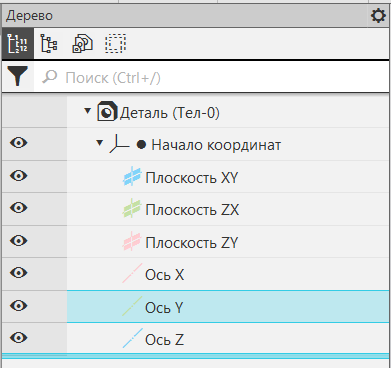 Дерево
Поиск (Ctrl+/)
Деталь (Тел-0)
Начало координат
Плоскость XY
Плоскость ZX
Плоскость ZY
Ось X
Ось Y
Ось Z